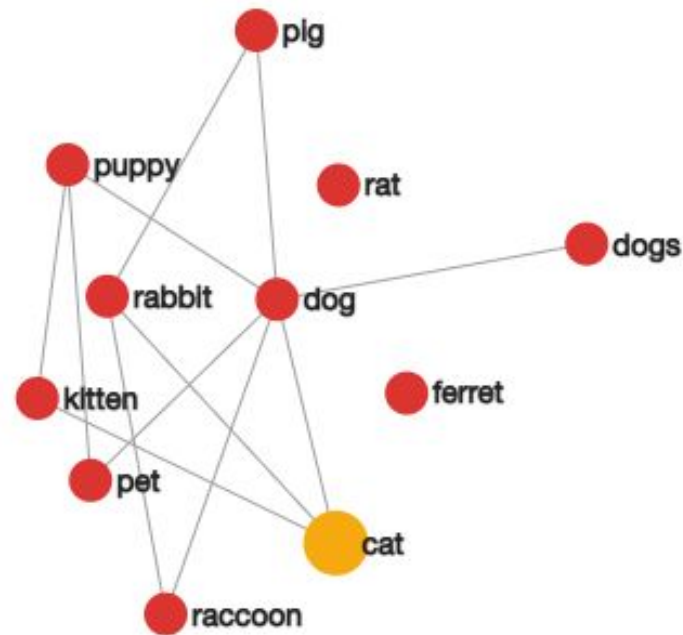 pig
puppy
rat
dogs
rabbit
dog
kitten
ferret
pet
cat
raccoon